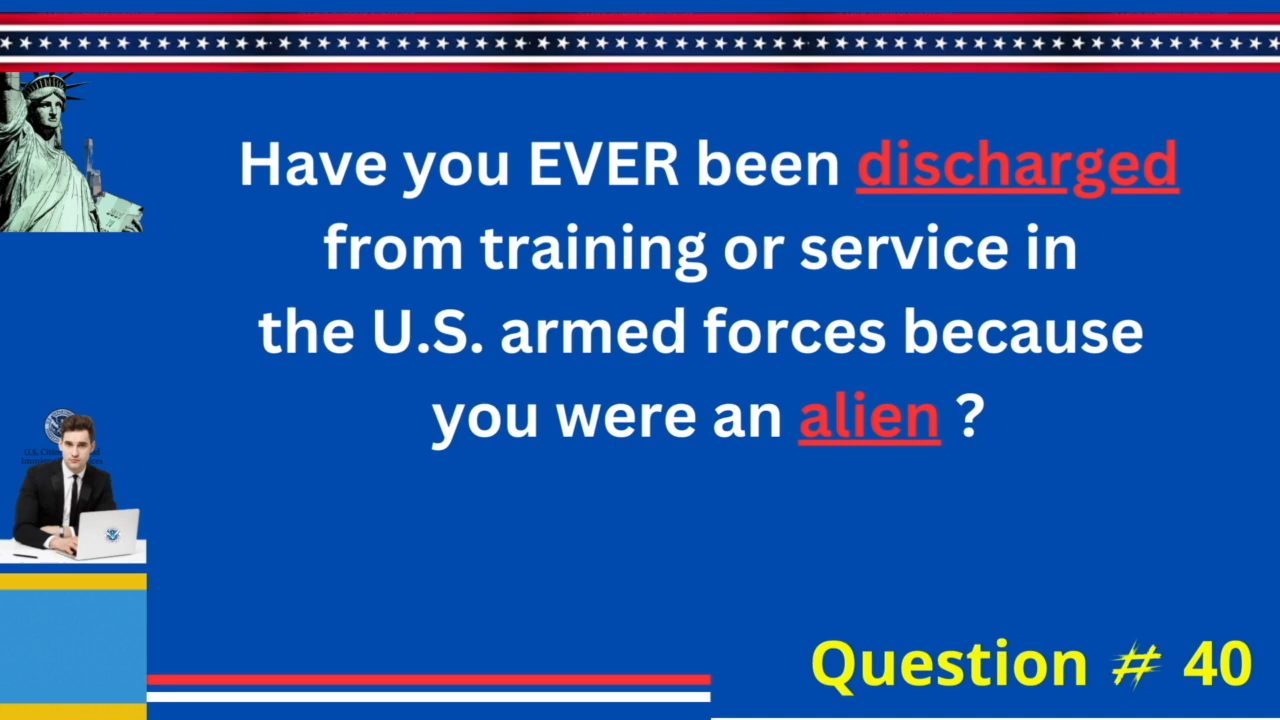 Have you EVER been discharged
from training or service in
the U.S. armed forces because
you were an alien ?
Question # 40